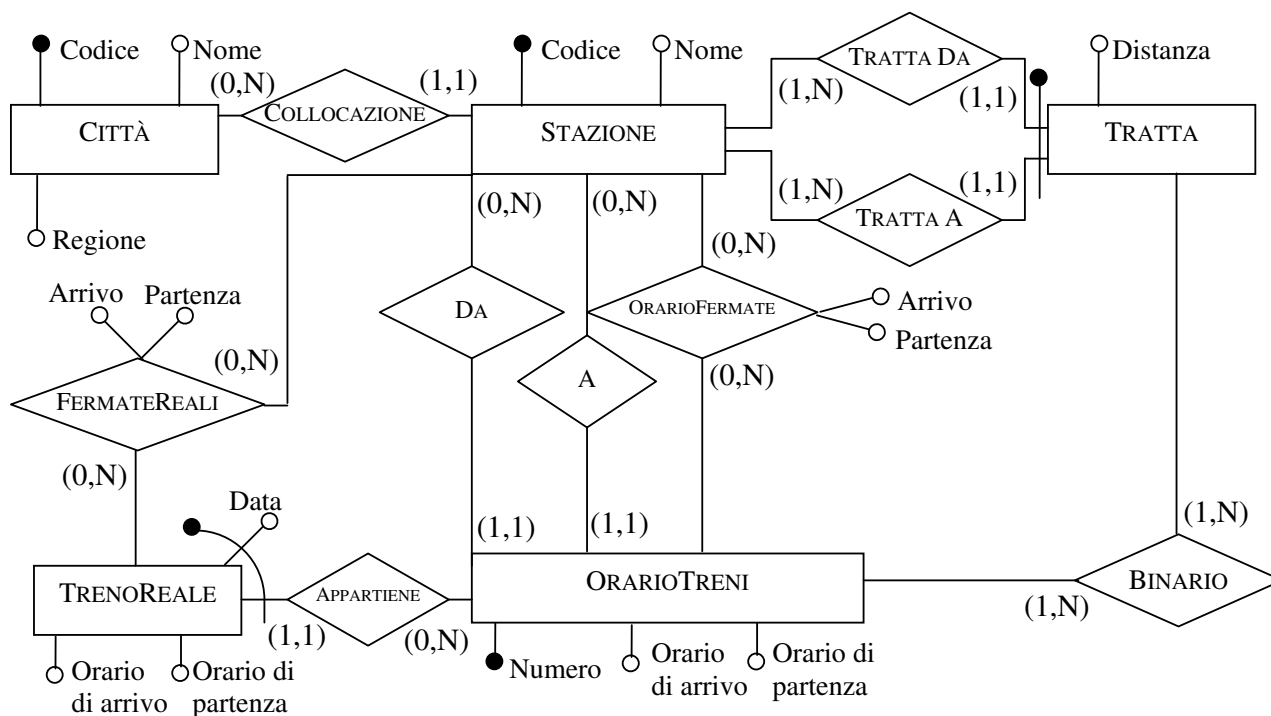 Codice
Nome
Codice
Nome
TRATTA DA
Distanza
(0,N)
(1,1)
(1,N)
(1,1)
CITTÀ
COLLOCAZIONE
STAZIONE
TRATTA
(0,N)
(0,N)
(1,N)
(1,1)
TRATTA A
Regione
(0,N)
Arrivo
Partenza
DA
ORARIOFERMATE
Arrivo
Partenza
(0,N)
(0,N)
A
FERMATEREALI
(0,N)
Data
(1,1)
(1,1)
(1,N)
TRENOREALE
APPARTIENE
ORARIOTRENI
BINARIO
(1,1)
(0,N)
(1,N)
Orario
di arrivo
Orario di
partenza
Numero
Orario
di arrivo
Orario di
partenza